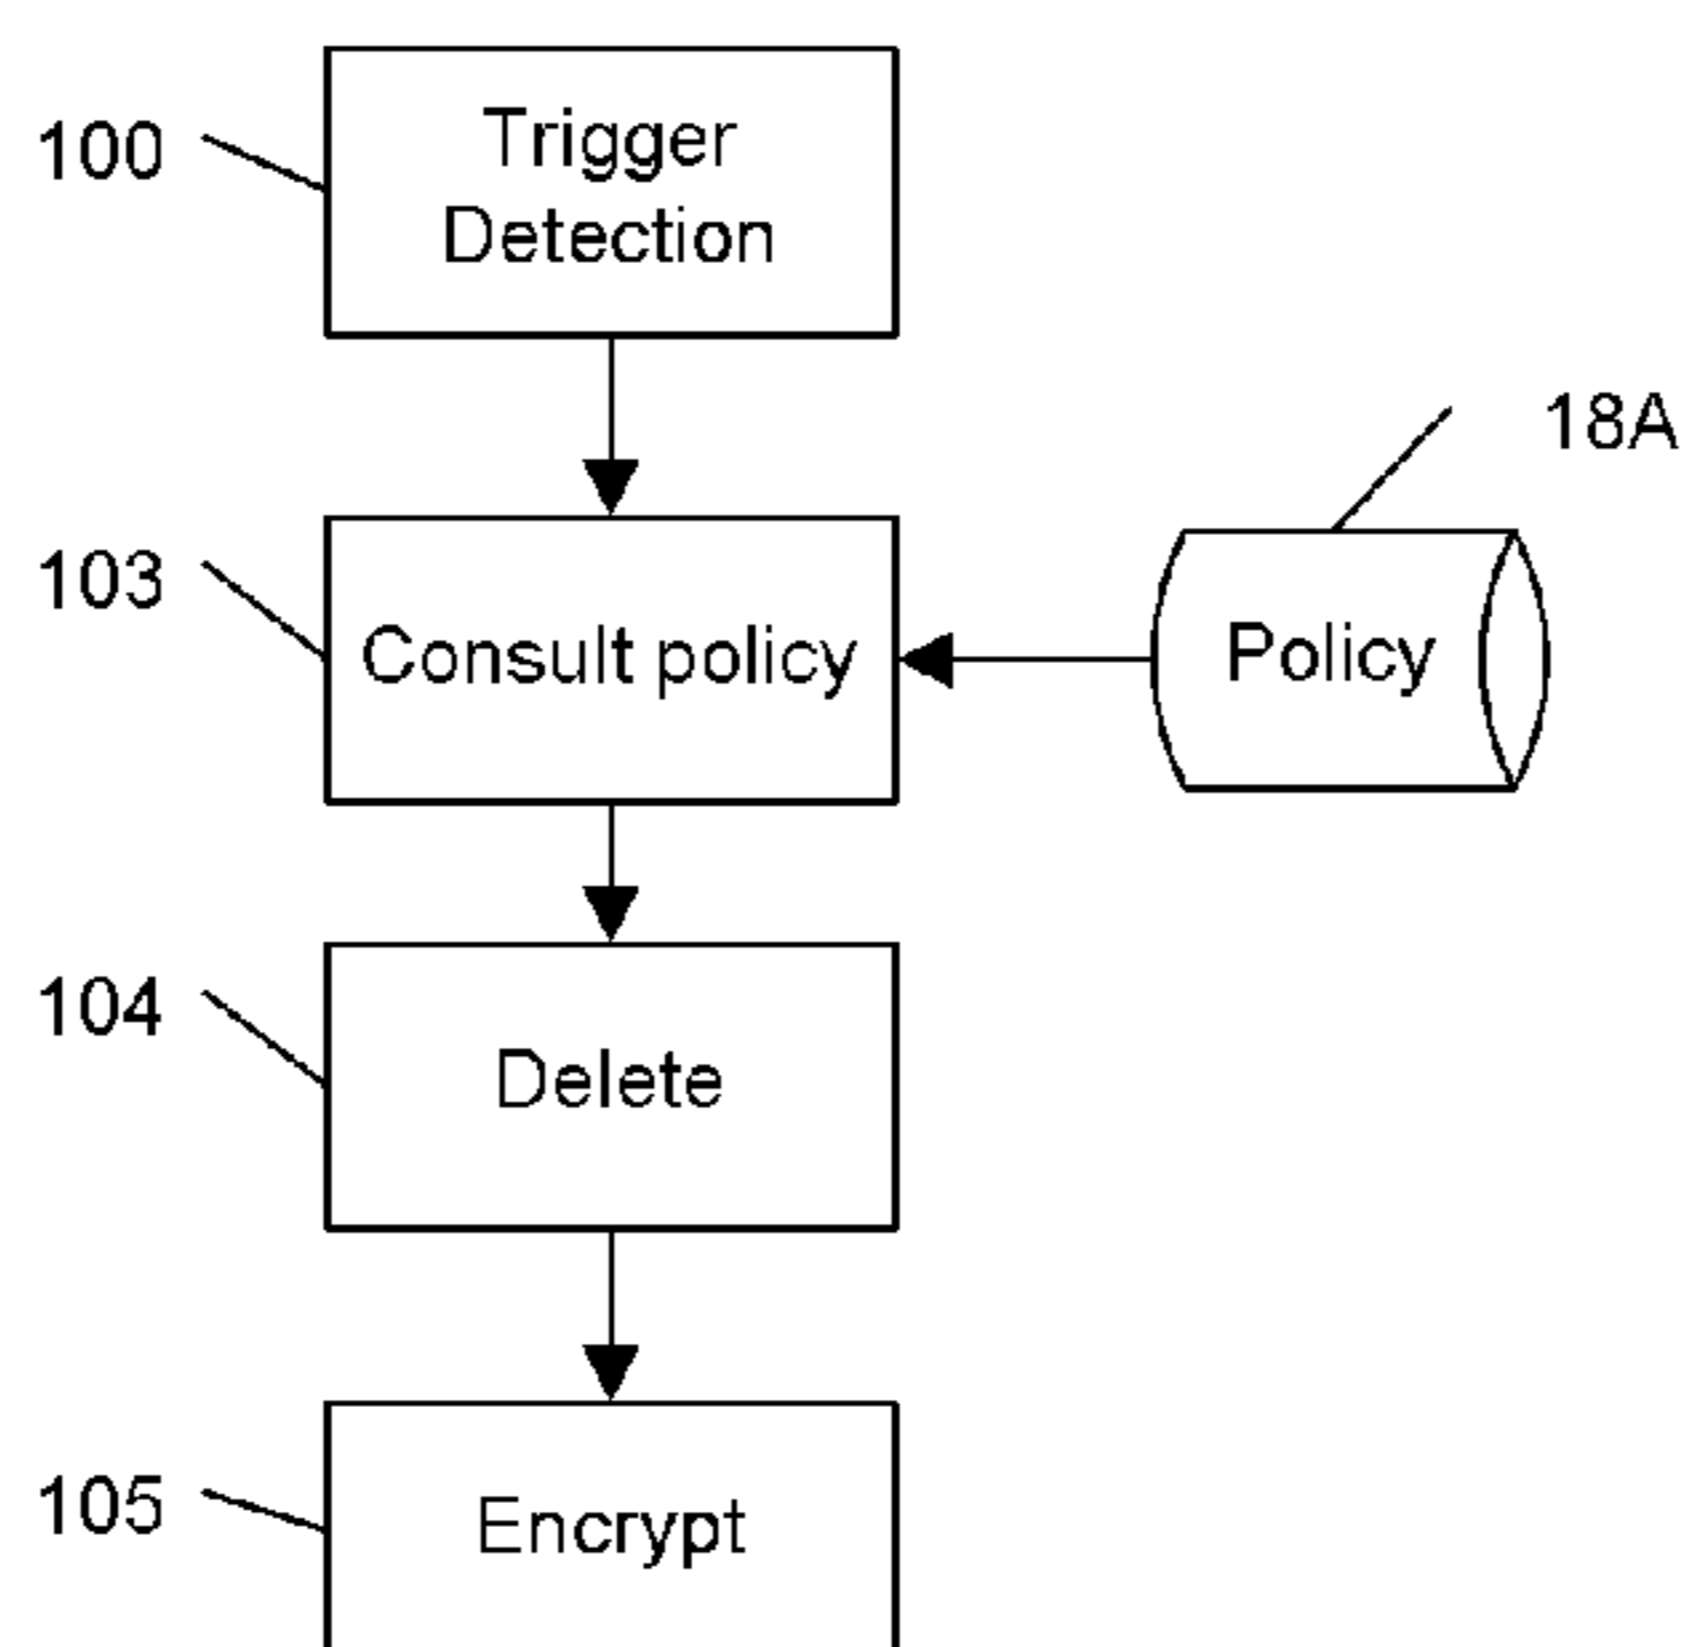 100
Trigger
Detection
18A
103
Consult policy
Policy
104
Delete
105
Encrypt